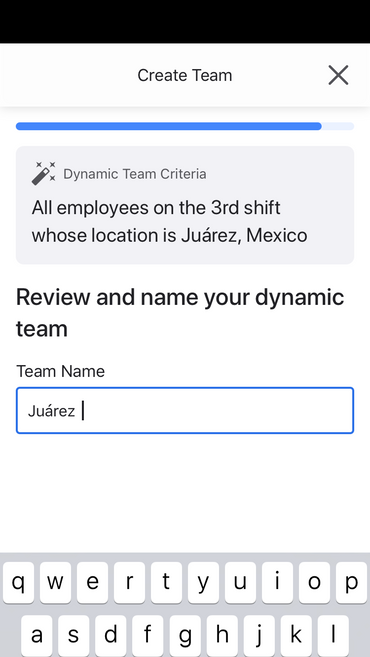 Create Team
Dynamic Team Criteria
All employees on the 3rd shift
whose location is Juárez, Mexico
Review and name your dynamic
team
Team Name
Juárez
q w e r t y u i o p
a s d f g h j k l